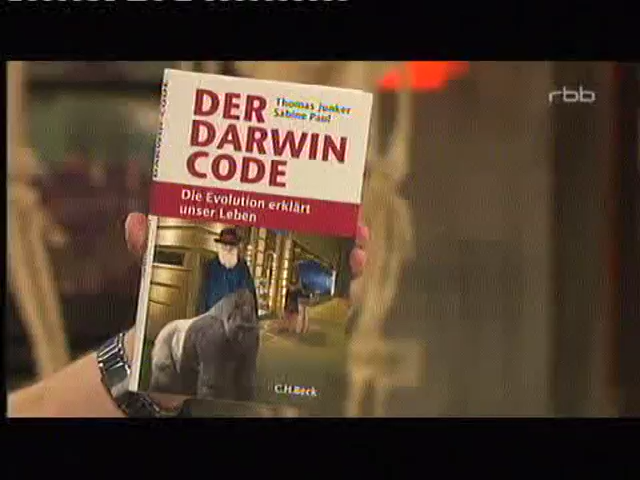 rbb
DER
DARWIN
CODE
Thomas Junker
Sabine Paul
Die Evolution erklärt
unser Leben
C.H.Beck